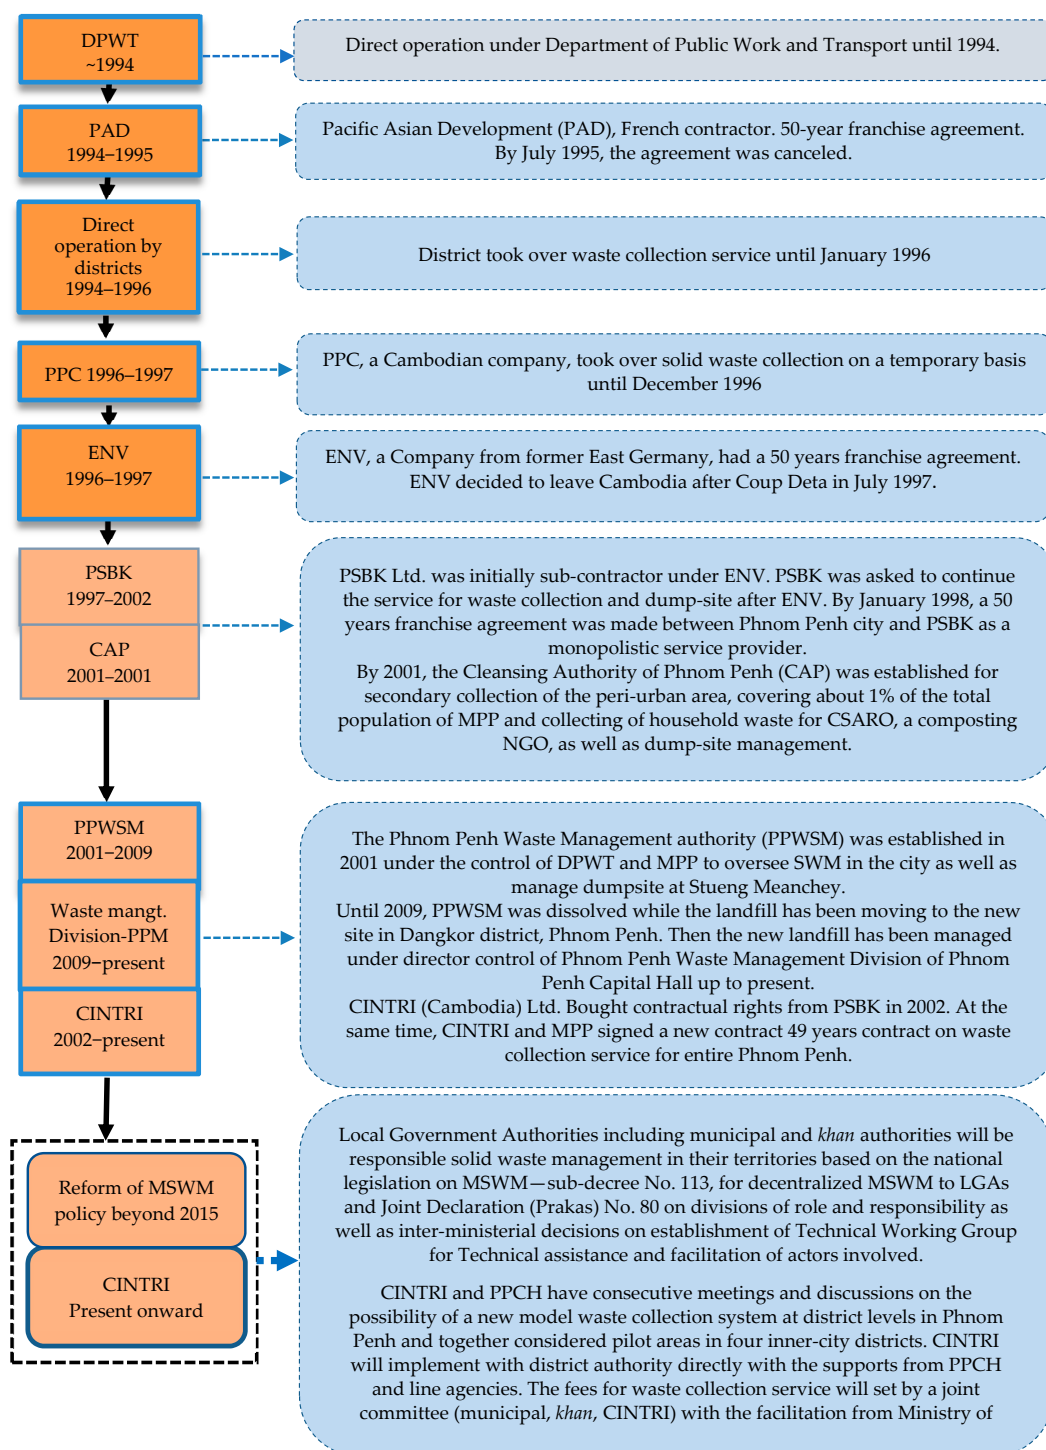 DPWT
~1994
Direct operation under Department of Public Work and Transport until 1994.
PAD
1994–1995
Pacific Asian Development (PAD), French contractor. 50-year franchise agreement.
By July 1995, the agreement was canceled.
Direct
operation by
districts
1994–1996
District took over waste collection service until January 1996
PPC 1996–1997
PPC, a Cambodian company, took over solid waste collection on a temporary basis
until December 1996
ENV
1996–1997
ENV, a Company from former East Germany, had a 50 years franchise agreement.
ENV decided to leave Cambodia after Coup Deta in July 1997.
PSBK
1997–2002
CAP
2001–2001
PSBK Ltd. was initially sub-contractor under ENV. PSBK was asked to continue
the service for waste collection and dump-site after ENV. By January 1998, a 50
years franchise agreement was made between Phnom Penh city and PSBK as a
monopolistic service provider.
By 2001, the Cleansing Authority of Phnom Penh (CAP) was established for
secondary collection of the peri-urban area, covering about 1% of the total
population of MPP and collecting of household waste for CSARO, a composting
NGO, as well as dump-site management.
PPWSM
2001–2009
Waste mangt.
Division-PPM
2009–present
CINTRI
2002–present
The Phnom Penh Waste Management authority (PPWSM) was established in
2001 under the control of DPWT and MPP to oversee SWM in the city as well as
manage dumpsite at Stueng Meanchey.
Until 2009, PPWSM was dissolved while the landfill has been moving to the new
site in Dangkor district, Phnom Penh. Then the new landfill has been managed
under director control of Phnom Penh Waste Management Division of Phnom
Penh Capital Hall up to present.
CINTRI (Cambodia) Ltd. Bought contractual rights from PSBK in 2002. At the
same time, CINTRI and MPP signed a new contract 49 years contract on waste
collection service for entire Phnom Penh.
Reform of MSWM
policy beyond 2015
CINTRI
Present onward
Local Government Authorities including municipal and khan authorities will be
responsible solid waste management in their territories based on the national
legislation on MSWM—sub-decree No. 113, for decentralized MSWM to LGAs
and Joint Declaration (Prakas) No. 80 on divisions of role and responsibility as
well as inter-ministerial decisions on establishment of Technical Working Group
for Technical assistance and facilitation of actors involved.
CINTRI and PPCH have consecutive meetings and discussions on the
possibility of a new model waste collection system at district levels in Phnom
Penh and together considered pilot areas in four inner-city districts. CINTRI
will implement with district authority directly with the supports from PPCH
and line agencies. The fees for waste collection service will set by a joint
committee (municipal, khan, CINTRI) with the facilitation from Ministry of